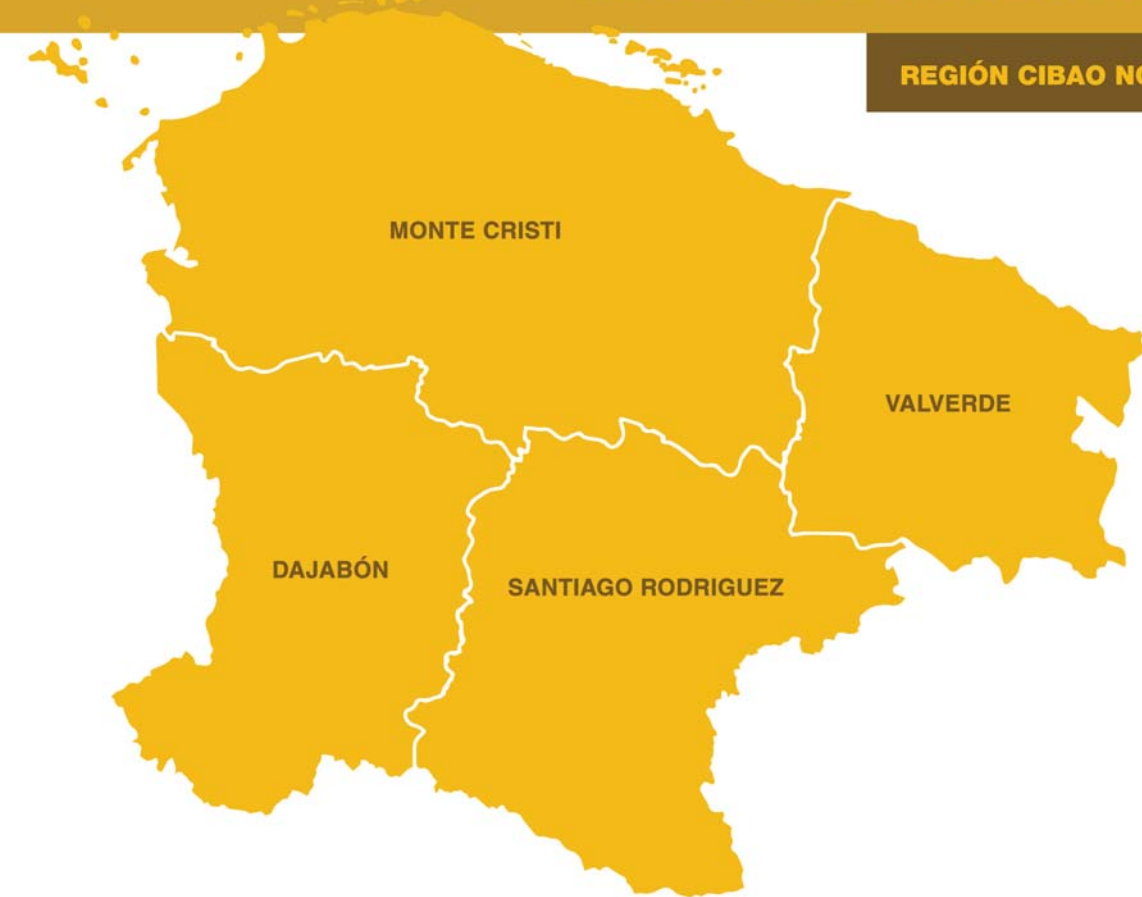 REGIÓN CIBAO NO
MONTE CRISTI
VALVERDE
DAJABÓN
SANTIAGO RODRIGUEZ